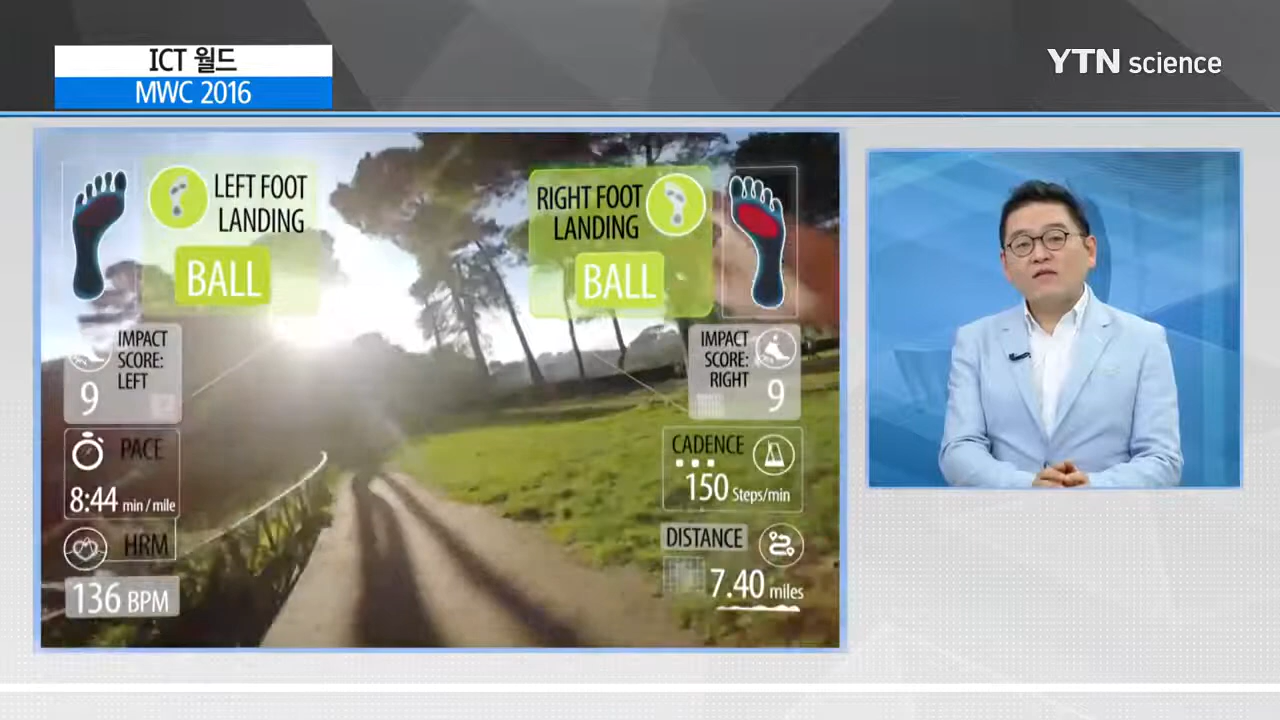 ICT 월드
MWC 2016
YTN science
LEFT FOOT
LANDING
BALL
RIGHT FOOT
LANDING
BALL
IMPACT
SCORE:
LEFT
9
IMPACT
SCORE:
RIGHT
9
PACE
8:44 min/mile
CADENCE
150 Steps/min
HRM
136 BPM
DISTANCE
7.40 miles